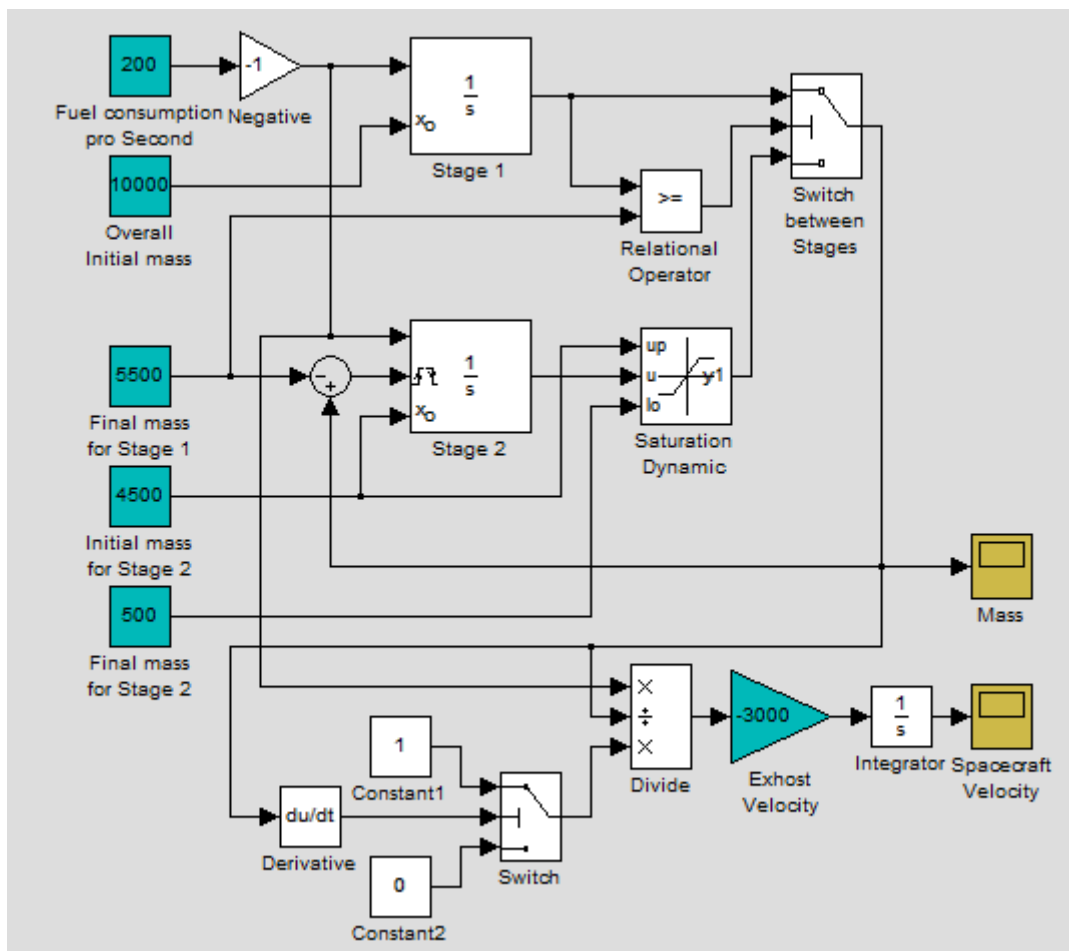 200
-1
Fuel consumption
pro Second
Negative
1
s
xo
Stage 1
10000
Overall
Initial mass
>=
Relational
Operator
Switch
between
Stages
5500
Final mass
for Stage 1
-
+
1
s
xo
Stage 2
up
u
lo
y1
Saturation
Dynamic
4500
Initial mass
for Stage 2
500
Final mass
for Stage 2
Mass
×
÷
×
Divide
-3000
Exhost
Velocity
1
s
Integrator
Spacecraft
Velocity
1
Constant1
du/dt
Derivative
Switch
0
Constant2